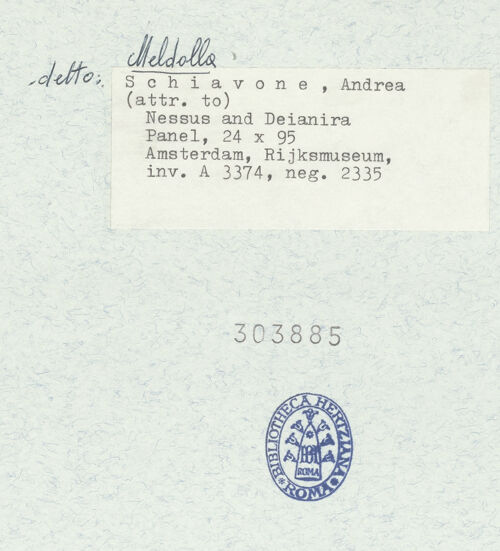 Meldolla
detto:
S c h i a v o n e , Andrea
(attr. to)
Nessus and Deianira
Panel, 24 x 95
Amsterdam, Rijksmuseum,
inv. A 3374, neg. 2335
303885
BIBLIOTHECA HERTZIANA
ROMA
ROMA